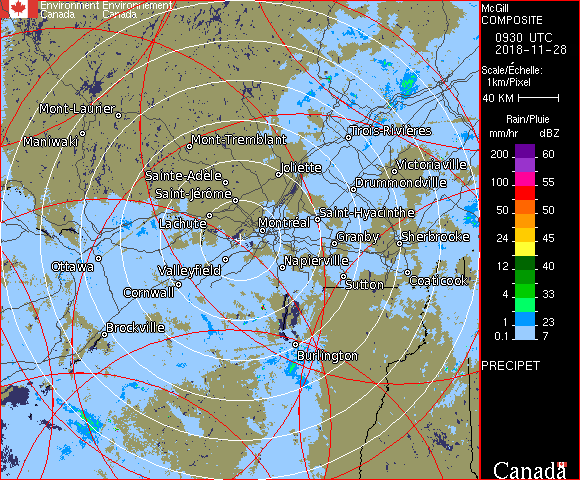 Environment Environnement
Canada Canada
McGill
COMPOSITE
0930 UTC
2018-11-28
Scale/Échelle:
1km/Pixel
40 KM
Rain/Pluie
mm/hr dBZ
200 60
100 55
50 50
24 45
12 40
4 33
1 23
0.1 7
PRECIPET
Canada
Mont-Laurier
Maniwaki
Mont-Tremblant
Trois-Rivières
Joliette
Victoriaville
Sainte-Adèle
Drummondville
Saint-Jérôme
Lachute
Montréal
Saint-Hyacinthe
Granby
Sherbrooke
Ottawa
Valleyfield
Napierville
Cornwall
Sutton
Coaticook
Brockville
Burlington